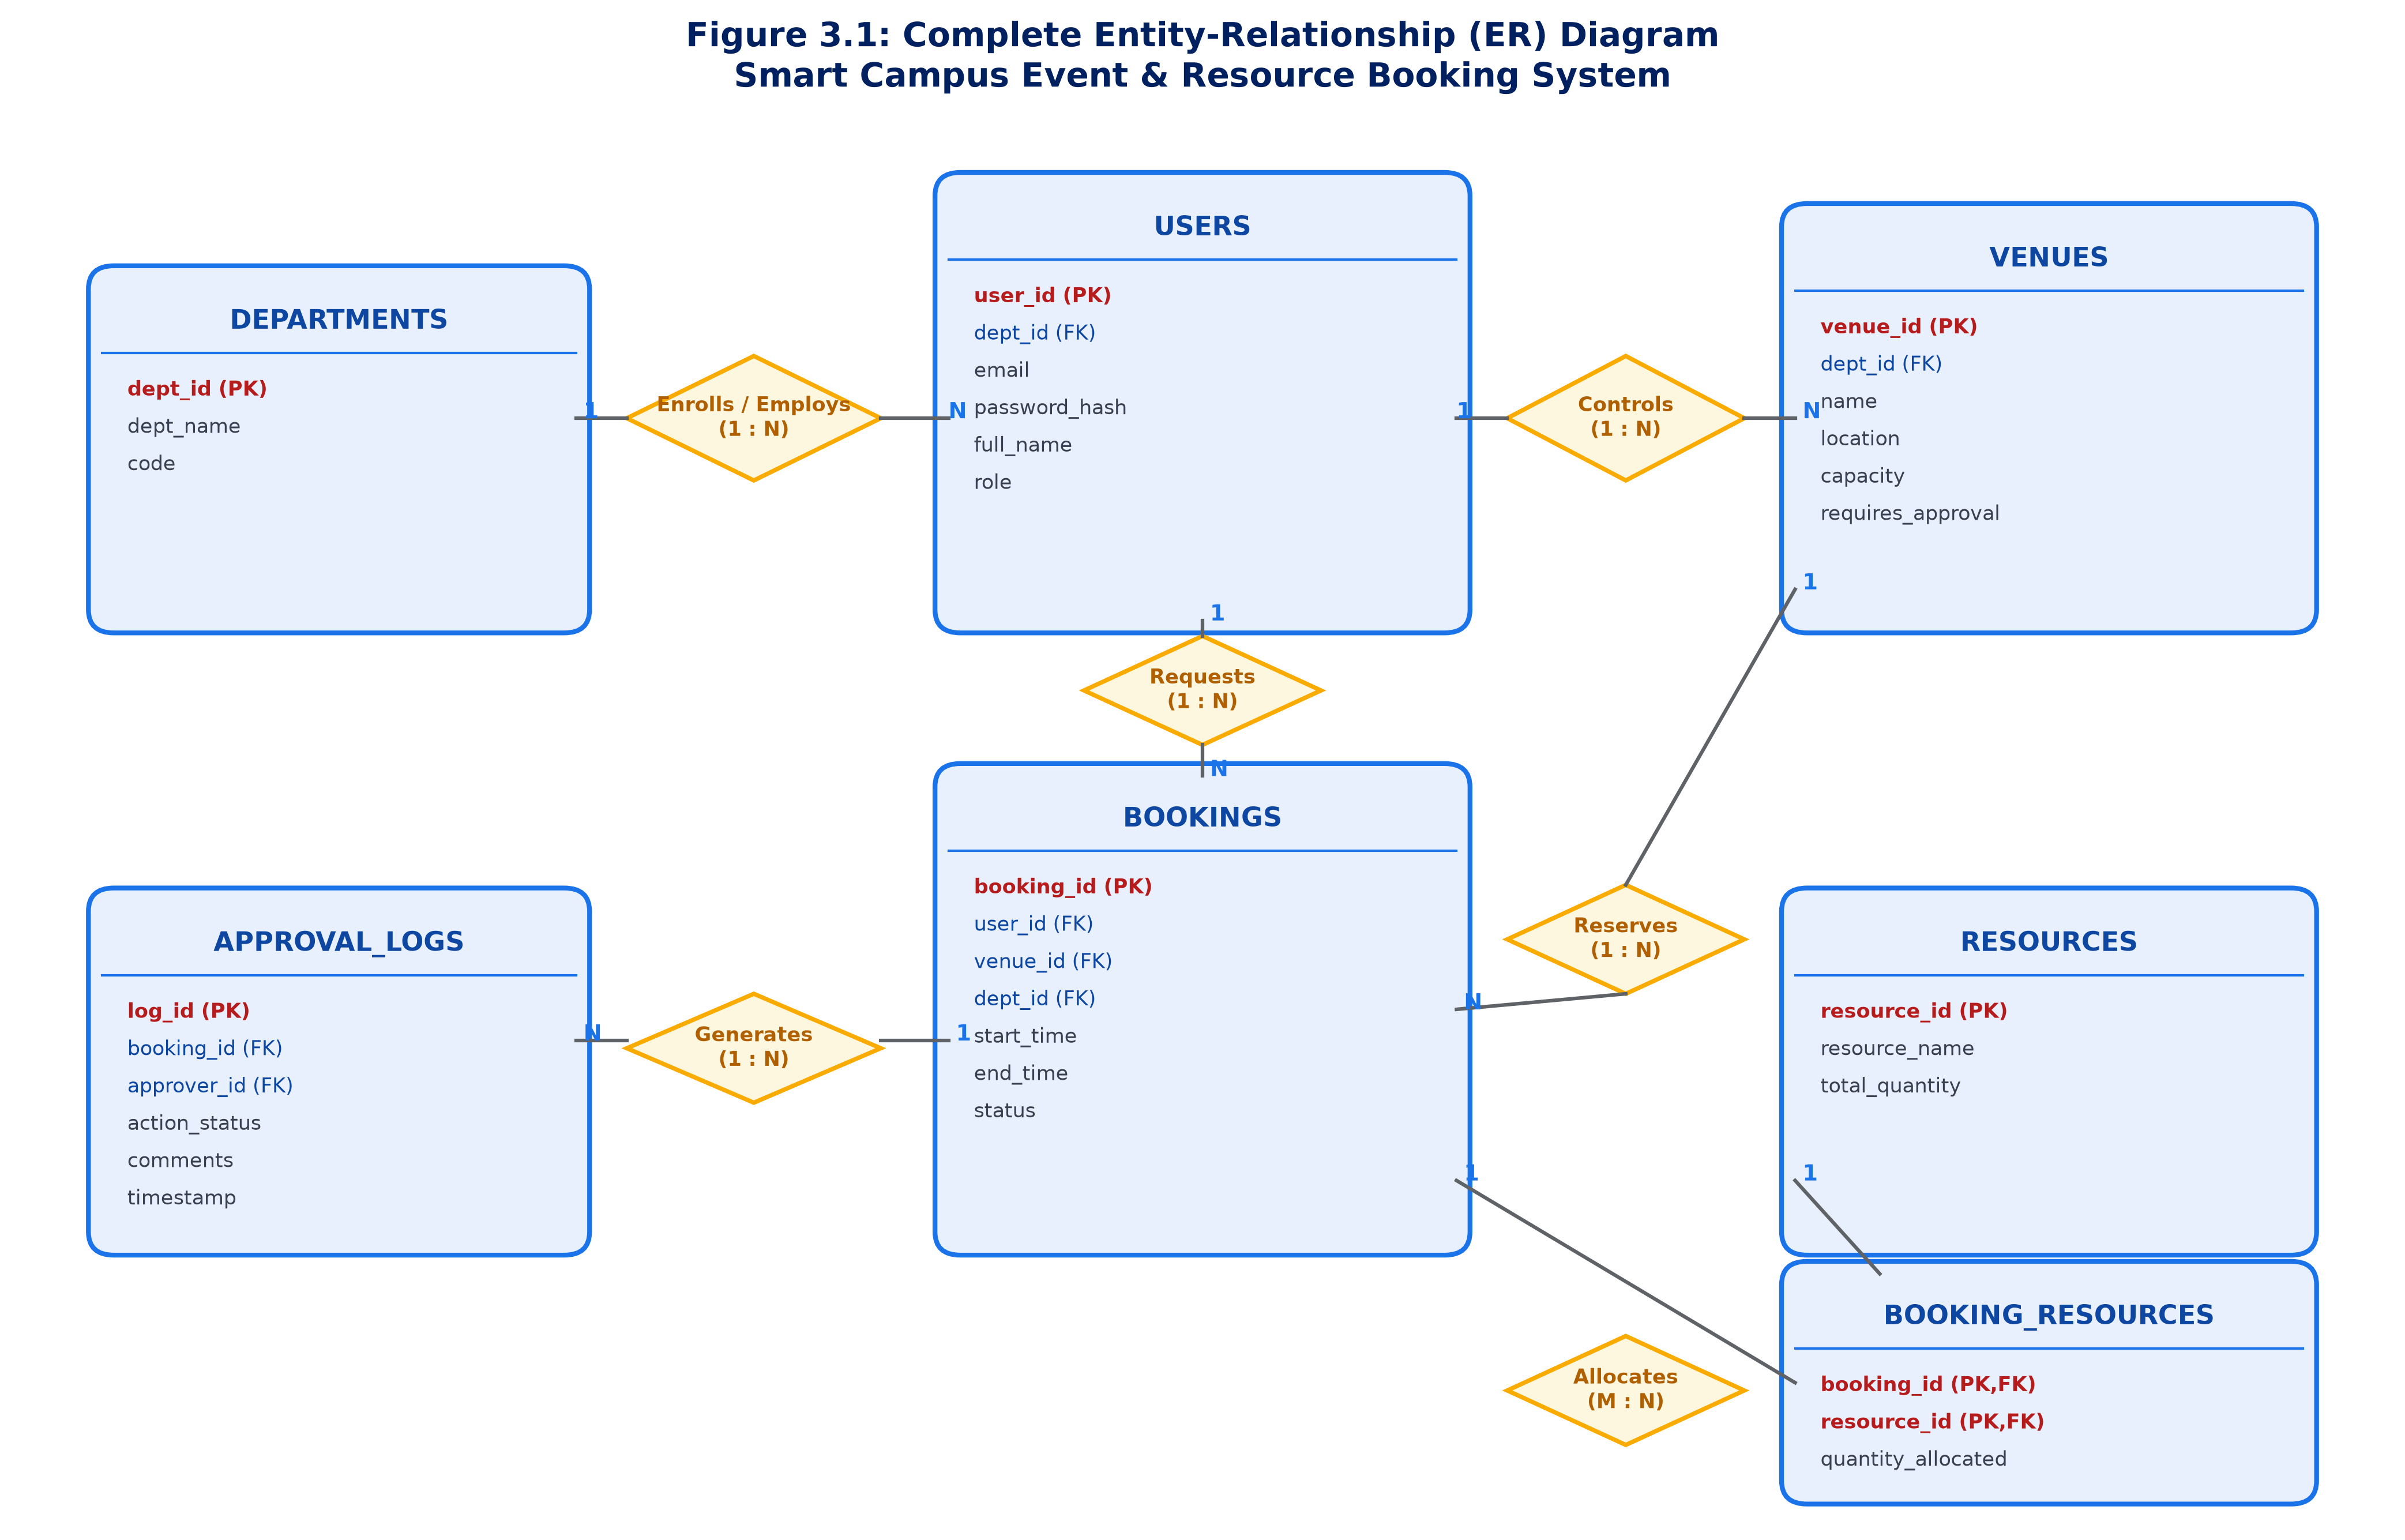 Figure 3.1: Complete Entity-Relationship (ER) Diagram
Smart Campus Event & Resource Booking System
DEPARTMENTS
dept_id (PK)
dept_name
code
1
Enrolls / Employs
(1 : N)
N
USERS
user_id (PK)
dept_id (FK)
email
password_hash
full_name
role
1
Controls
(1 : N)
N
VENUES
venue_id (PK)
dept_id (FK)
name
location
capacity
requires_approval
1
1
Requests
(1 : N)
N
BOOKINGS
booking_id (PK)
user_id (FK)
venue_id (FK)
dept_id (FK)
start_time
end_time
status
Reserves
(1 : N)
N
APPROVAL_LOGS
log_id (PK)
booking_id (FK)
approver_id (FK)
action_status
comments
timestamp
N
Generates
(1 : N)
1
RESOURCES
resource_id (PK)
resource_name
total_quantity
1
1
Allocates
(M : N)
BOOKING_RESOURCES
booking_id (PK,FK)
resource_id (PK,FK)
quantity_allocated